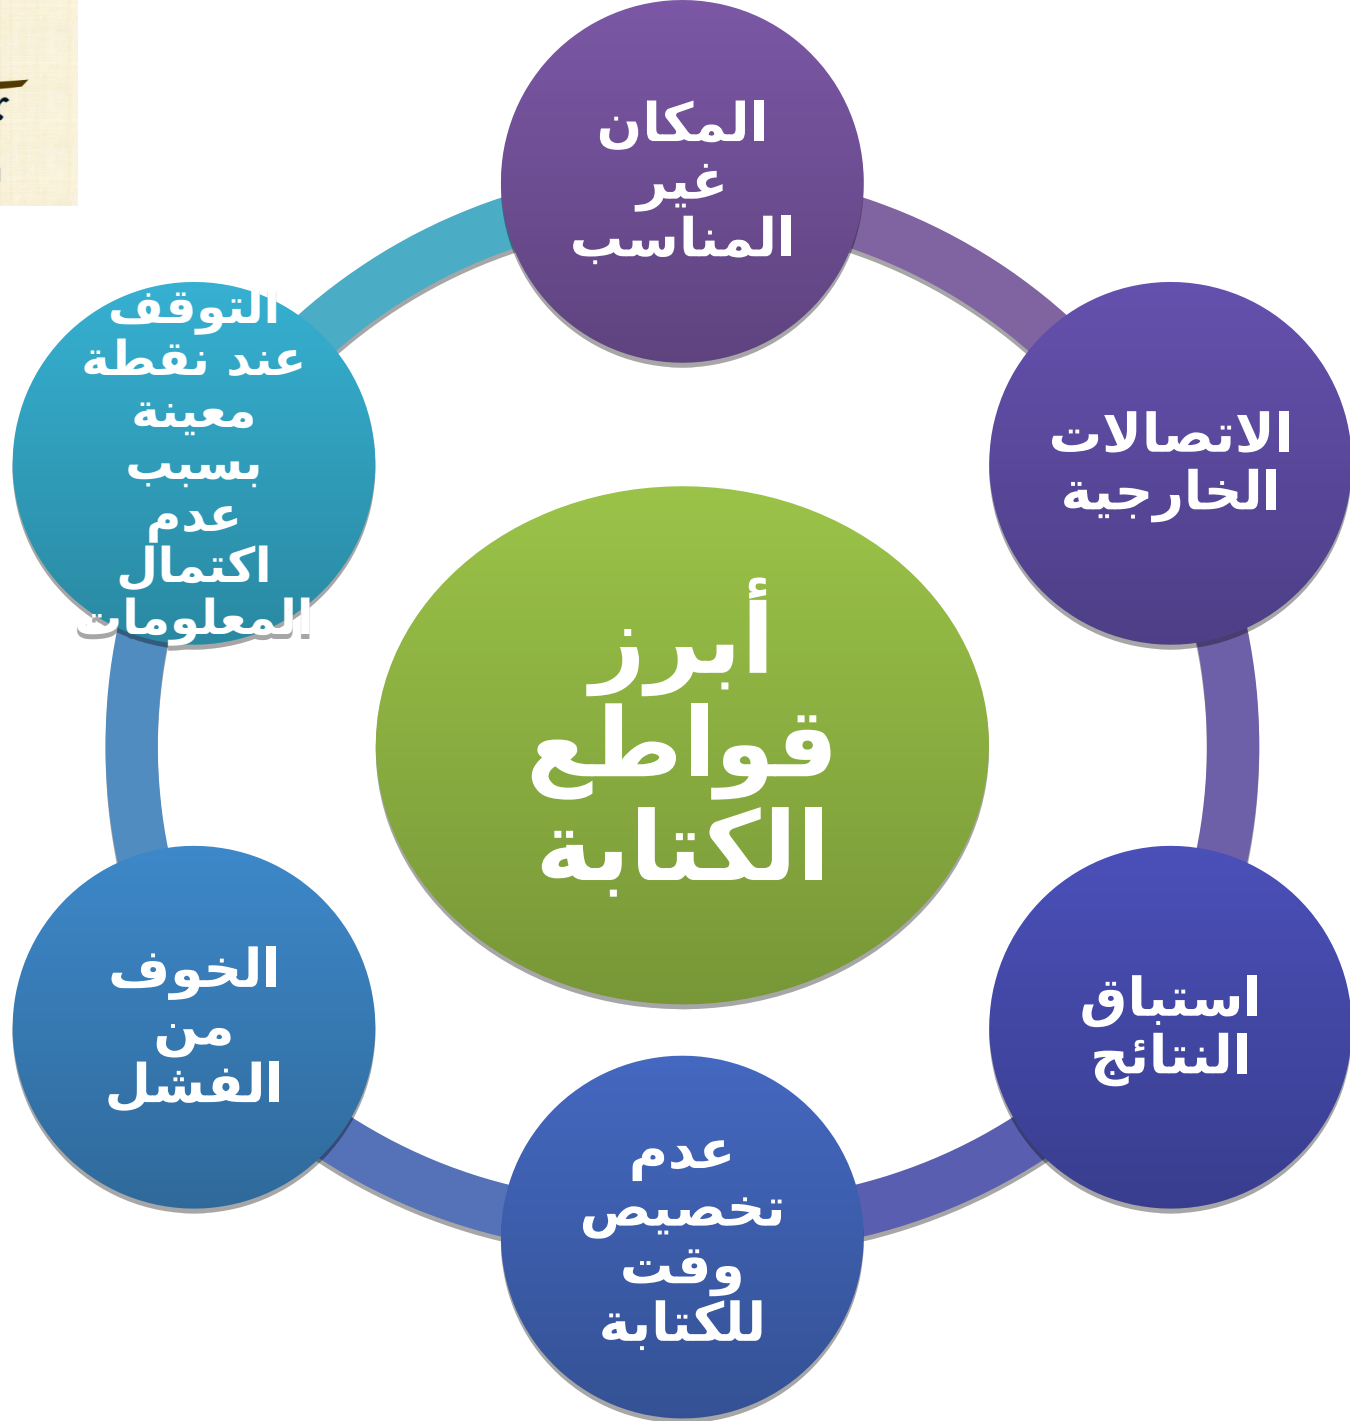 المكان
غير
المناسب
الاتصالات
الخارجية
استباق
النتائج
عدم
تخصيص
وقت
للكتابة
الخوف
من
الفشل
التوقف
عند نقطة
معينة
بسبب
عدم
اكتمال
المعلومات
أبرز
قواطع
الكتابة